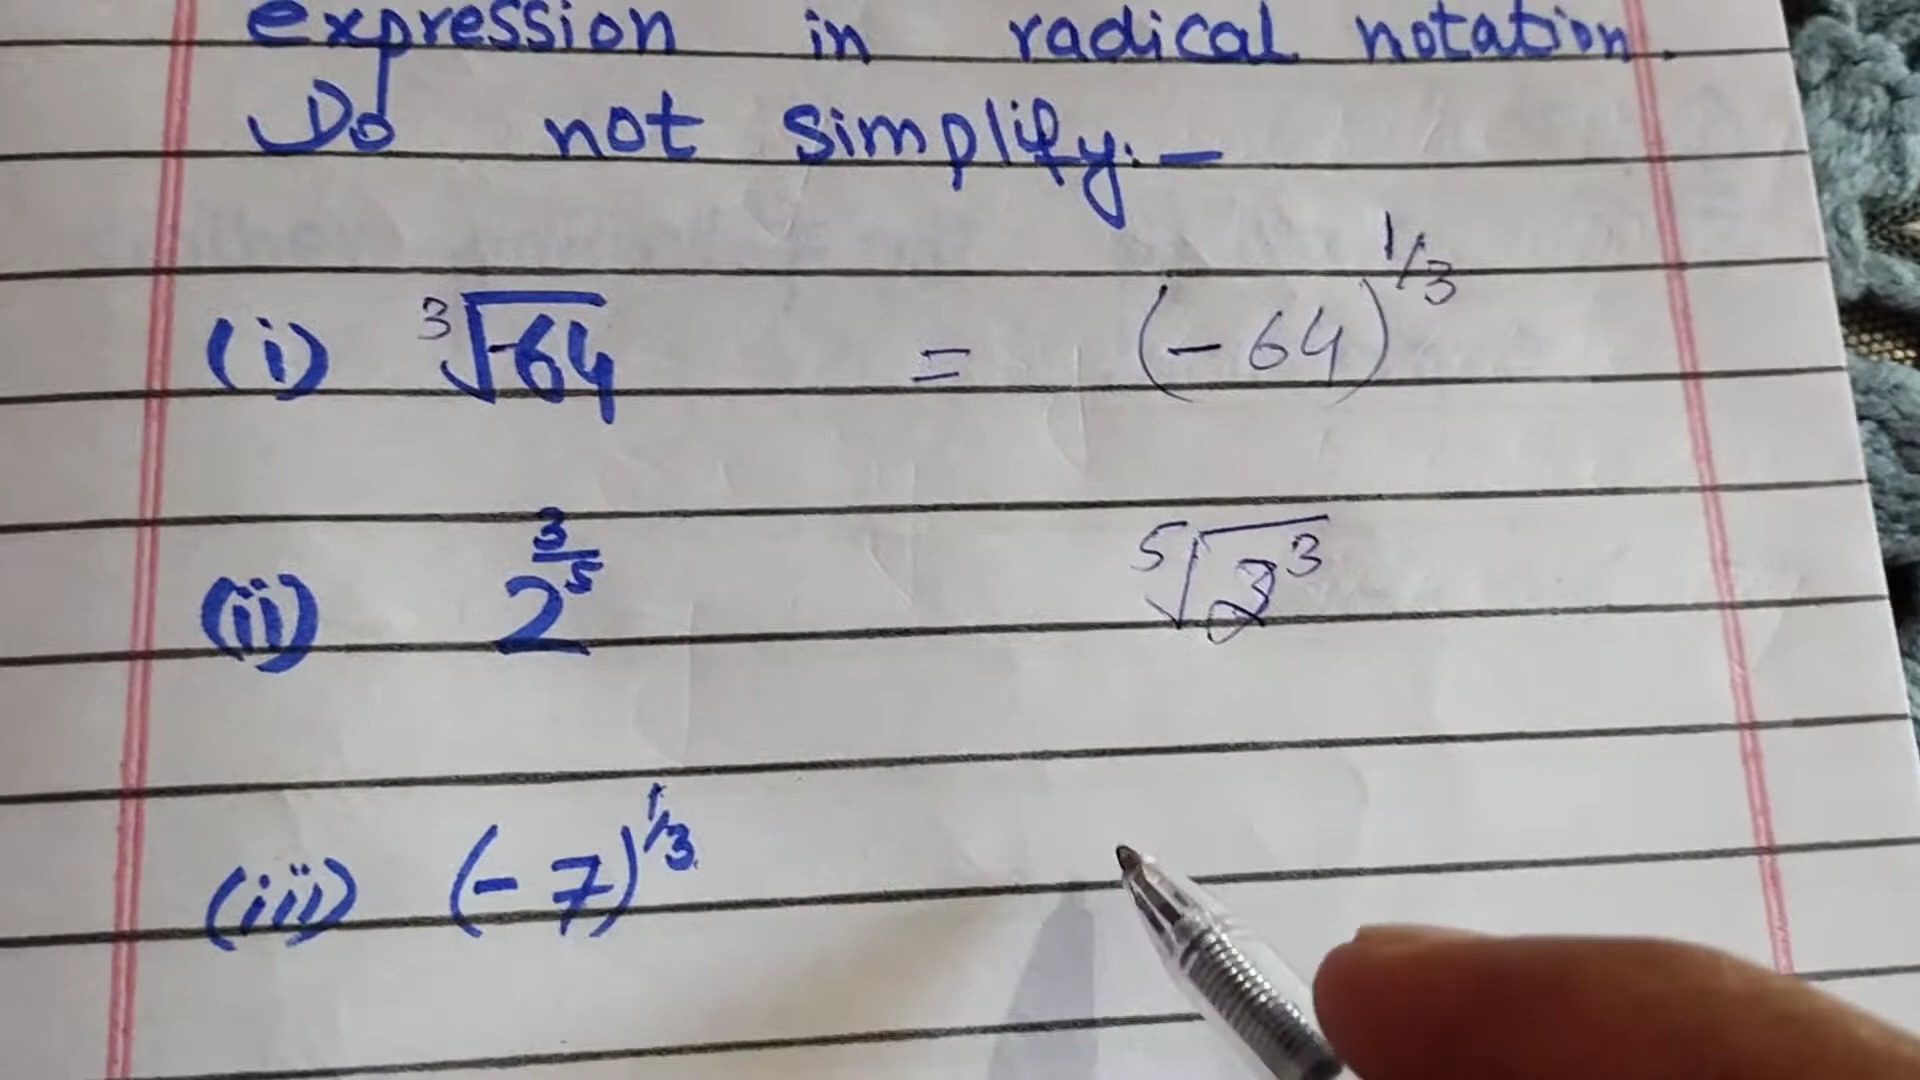 expression in radical notation.
Do not simplify. –
(i) ∛-64 = (-64)^1/3
(ii) 2^3/5 ⁵√2³
(iii) (-7)^1/3